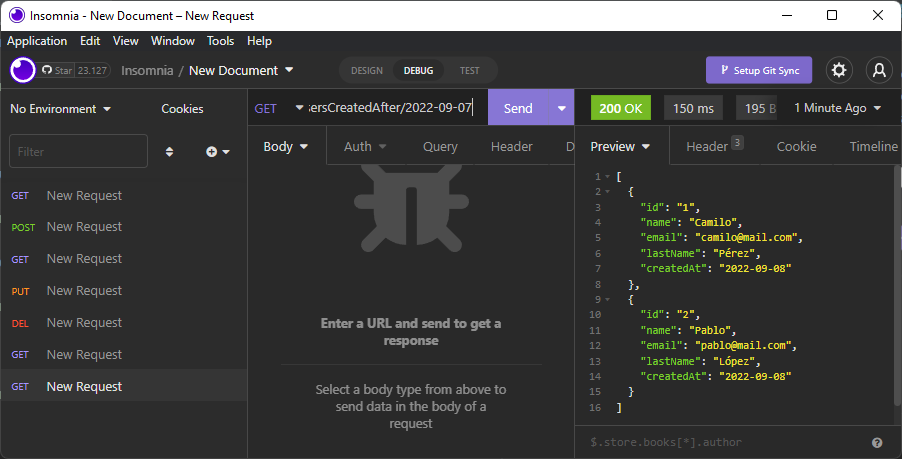 Insomnia - New Document – New Request
Application Edit View Window Tools Help
Star 23.127
Insomnia / New Document
DESIGN DEBUG TEST
Setup Git Sync
No Environment Cookies
Filter
GET New Request
POST New Request
GET New Request
PUT New Request
DEL New Request
GET New Request
GET New Request
GET ersCreatedAfter/2022-09-07 Send
Body Auth Query Header D
Enter a URL and send to get a
response
Select a body type from above to
send data in the body of a
request
200 OK 150 ms 195 B 1 Minute Ago
Preview Header 3 Cookie Timeline
1 [
2 {
3 "id": "1",
4 "name": "Camilo",
5 "email": "camilo@mail.com",
6 "lastName": "Pérez",
7 "createdAt": "2022-09-08"
8 },
9 {
10 "id": "2",
11 "name": "Pablo",
12 "email": "pablo@mail.com",
13 "lastName": "López",
14 "createdAt": "2022-09-08"
15 }
16 ]
$.store.books[*].author